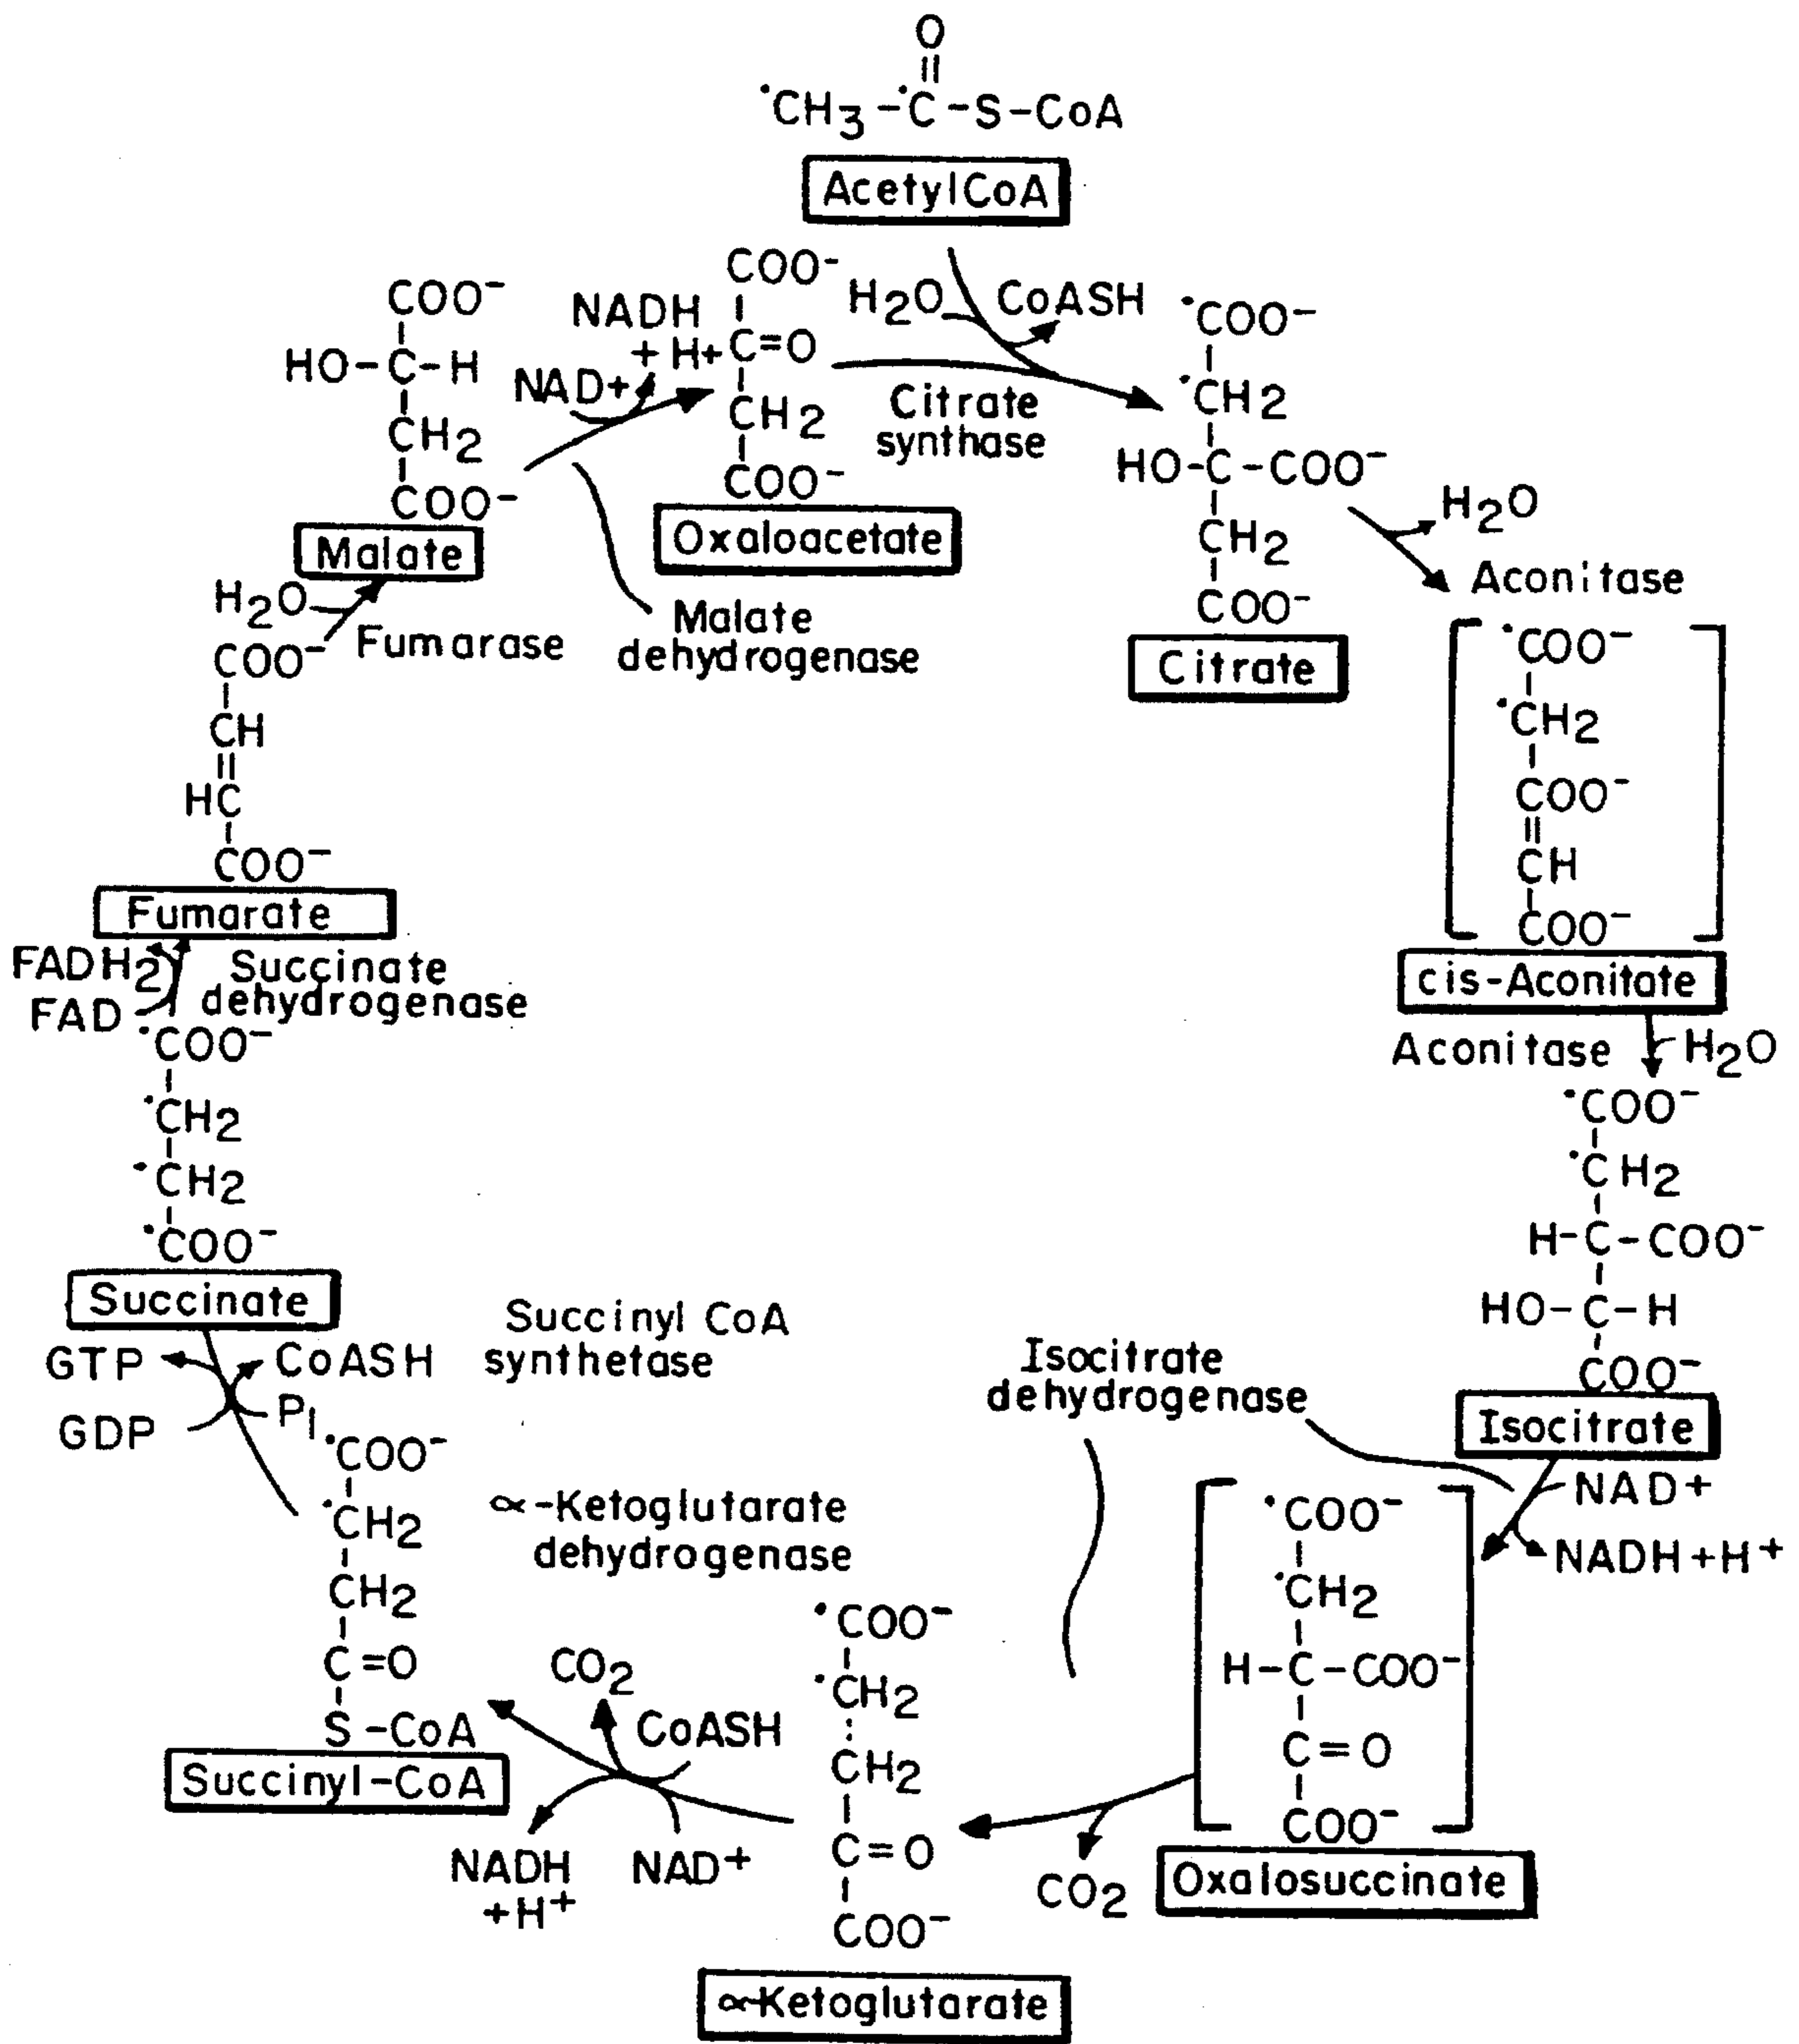 O
||
·CH3 -·C-S-CoA
AcetylCoA
COO-
HO-C-H
CH2
COO-
Malate
NADH
+ H+
NAD+
COO-
C=O
CH2
COO-
Oxaloacetate
H2O
CoASH
Citrate
synthase
·COO-
·CH2
HO-C-COO-
CH2
COO-
Citrate
H2O
Aconitase
·COO-
·CH2
COO-
||
CH
COO-
cis-Aconitate
Aconitase
H2O
·COO-
·CH2
H-C-COO-
HO-C-H
COO-
Isocitrate
Isocitrate
dehydrogenase
NAD+
NADH+H+
·COO-
·CH2
H-C-COO-
C=O
COO-
Oxalosuccinate
CO2
·COO-
·CH2
CH2
C=O
COO-
α-Ketoglutarate
α-Ketoglutarate
dehydrogenase
CO2
CoASH
NADH
+H+
NAD+
·COO-
·CH2
CH2
C=O
S-CoA
Succinyl-CoA
Succinyl CoA
synthetase
GTP
CoASH
GDP
P1
·COO-
·CH2
·CH2
·COO-
Succinate
FADH2
FAD
Succinate
dehydrogenase
COO-
CH
||
HC
COO-
Fumarate
H2O
Fumarase
Malate
dehydrogenase